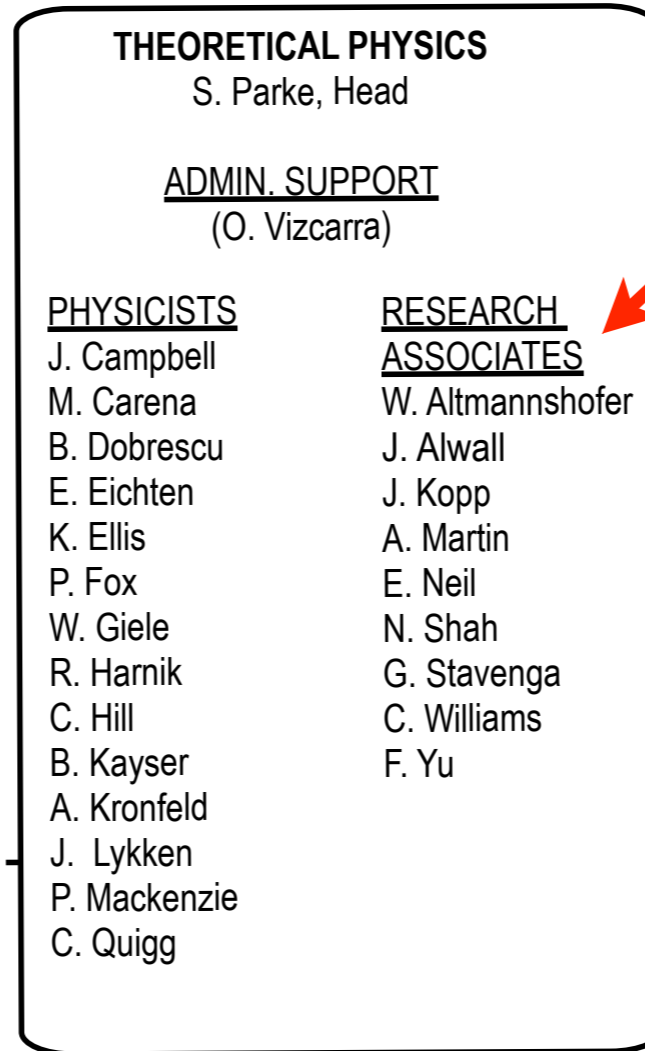 THEORETICAL PHYSICS
S. Parke, Head
ADMIN. SUPPORT
(O. Vizcarra)
PHYSICISTS
J. Campbell
M. Carena
B. Dobrescu
E. Eichten
K. Ellis
P. Fox
W. Giele
R. Harnik
C. Hill
B. Kayser
A. Kronfeld
J. Lykken
P. Mackenzie
C. Quigg
RESEARCH
ASSOCIATES
W. Altmannshofer
J. Alwall
J. Kopp
A. Martin
E. Neil
N. Shah
G. Stavenga
C. Williams
F. Yu